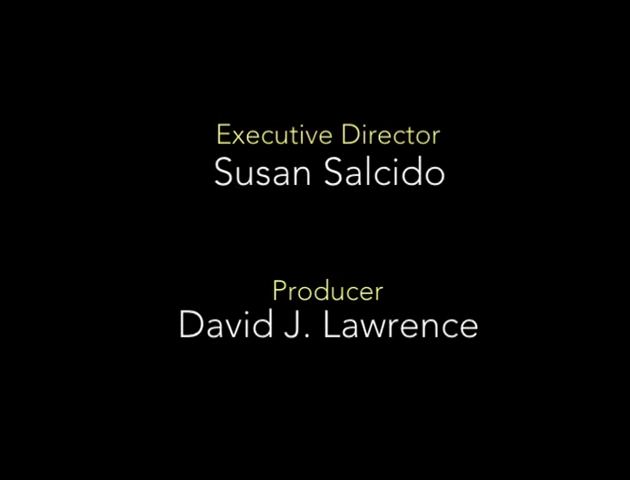 Executive Director
Susan Salcido
Producer
David J. Lawrence